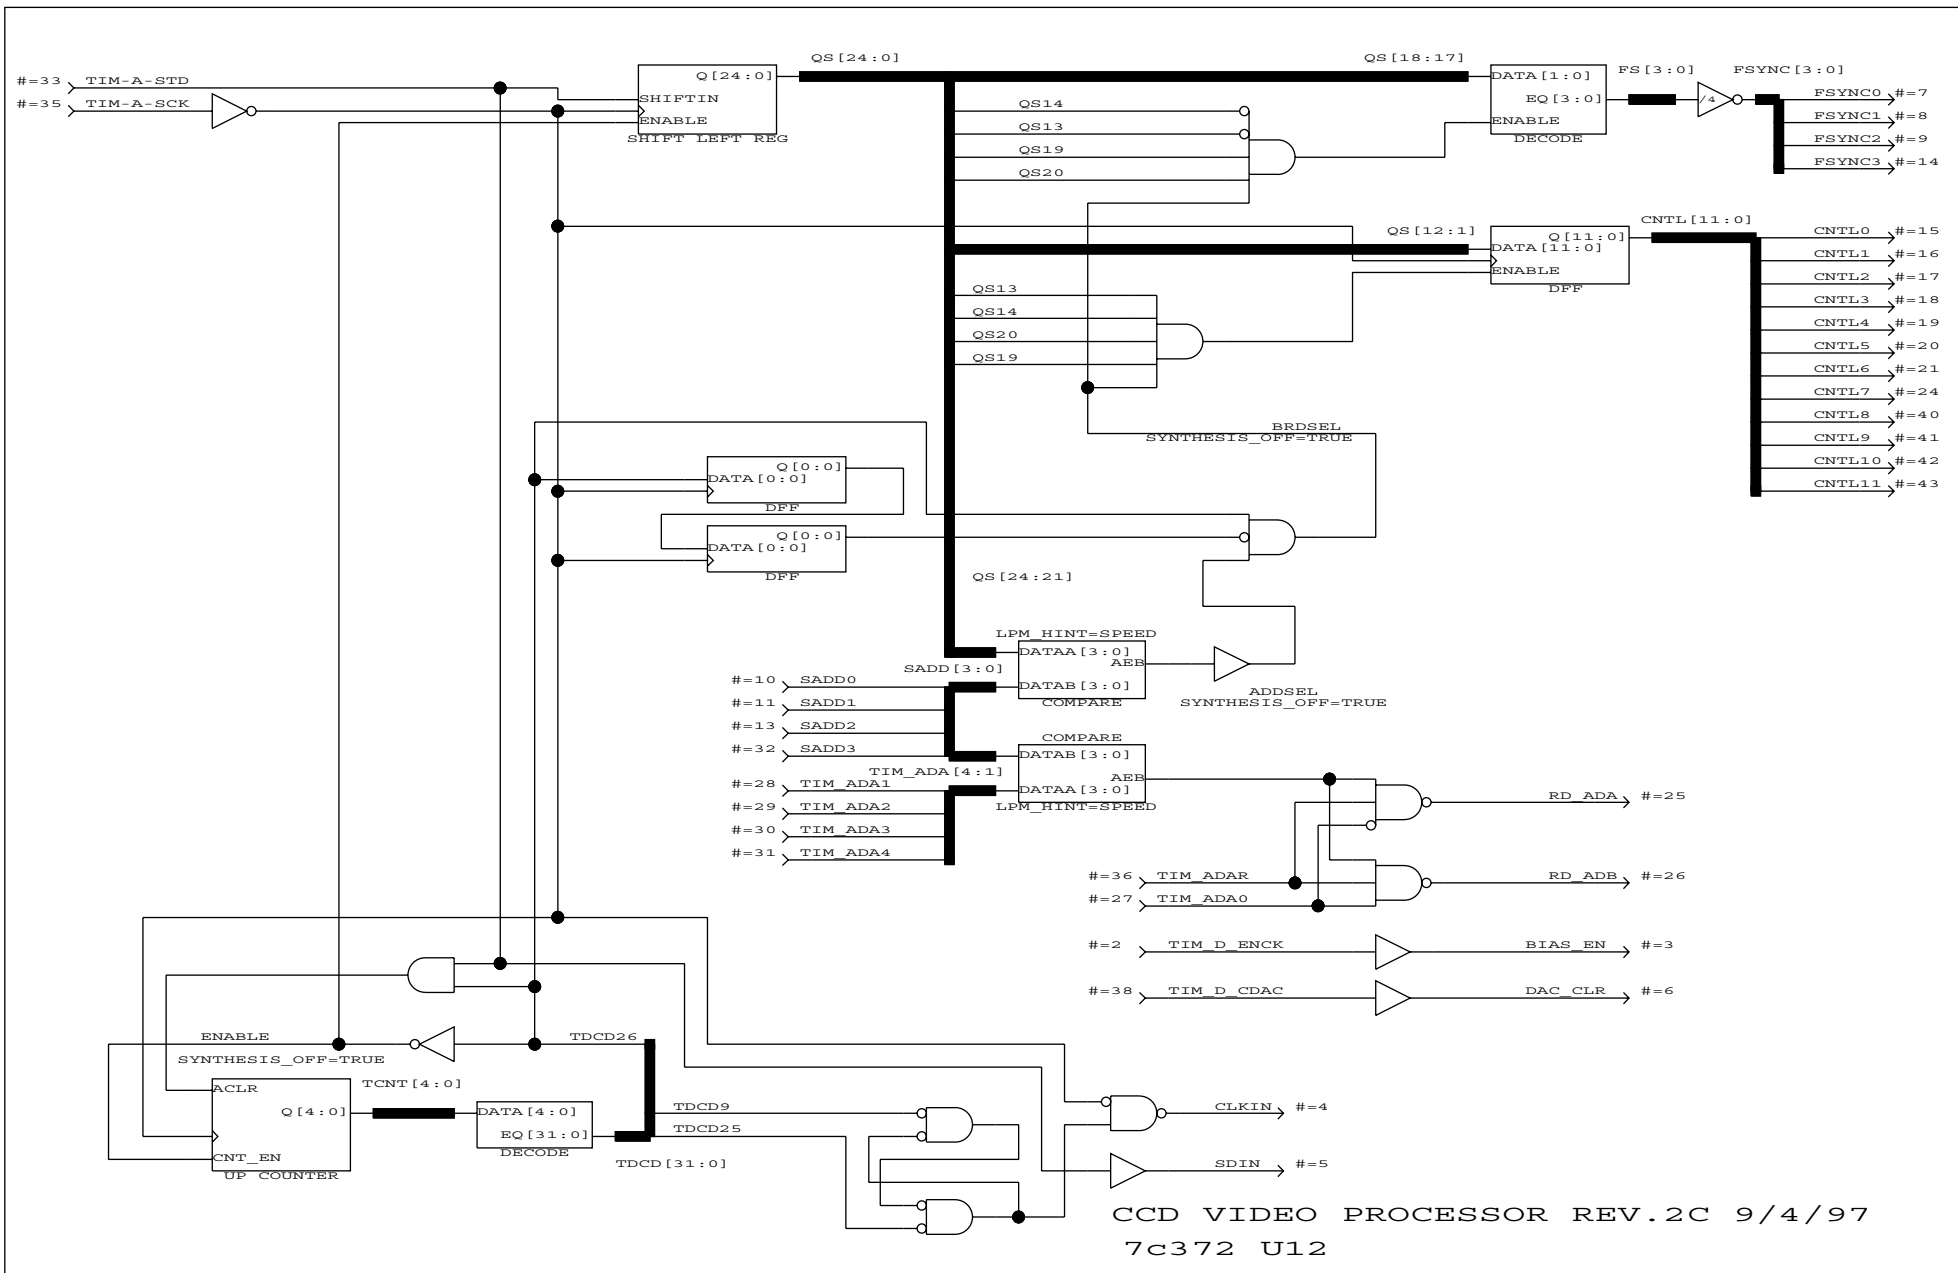 QS[24:0]
QS[18:17]
#=33 TIM-A-STD
Q[24:0]
DATA[1:0]
FS[3:0]
FSYNC[3:0]
#=35 TIM-A-SCK
SHIFTIN
QS14
EQ[3:0]
/4
FSYNC0 #=7
ENABLE
QS13
ENABLE
FSYNC1 #=8
SHIFT LEFT REG
DECODE
QS19
FSYNC2 #=9
QS20
FSYNC3 #=14
CNTL[11:0]
QS[12:1]
Q[11:0]
CNTL0 #=15
DATA[11:0]
CNTL1 #=16
ENABLE
CNTL2 #=17
QS13
DFF
CNTL3 #=18
QS14
CNTL4 #=19
QS20
CNTL5 #=20
QS19
CNTL6 #=21
CNTL7 #=24
CNTL8 #=40
BRDSEL
SYNTHESIS_OFF=TRUE
CNTL9 #=41
CNTL10 #=42
CNTL11 #=43
Q[0:0]
DATA[0:0]
DFF
Q[0:0]
DATA[0:0]
DFF
QS[24:21]
LPM_HINT=SPEED
DATAA[3:0]
AEB
SADD[3:0]
DATAB[3:0]
COMPARE
ADDSEL
SYNTHESIS_OFF=TRUE
#=10 SADD0
#=11 SADD1
#=13 SADD2
#=32 SADD3
COMPARE
DATAB[3:0]
TIM_ADA[4:1]
AEB
DATAA[3:0]
LPM_HINT=SPEED
#=28 TIM_ADA1
#=29 TIM_ADA2
#=30 TIM_ADA3
#=31 TIM_ADA4
RD_ADA #=25
#=36 TIM_ADAR
RD_ADB #=26
#=27 TIM_ADA0
#=2 TIM_D_ENCK
BIAS_EN #=3
#=38 TIM_D_CDAC
DAC_CLR #=6
ENABLE
SYNTHESIS_OFF=TRUE
TDCD26
ACLR
TCNT[4:0]
Q[4:0]
DATA[4:0]
TDCD9
CLKIN #=4
EQ[31:0]
TDCD25
CNT_EN
DECODE
TDCD[31:0]
SDIN #=5
UP COUNTER
CCD VIDEO PROCESSOR REV.2C 9/4/97
7c372 U12